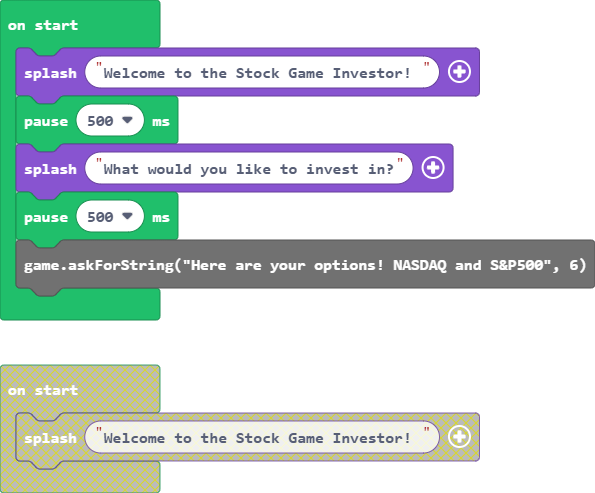 on start
splash "Welcome to the Stock Game Investor! "
pause 500 ms
splash "What would you like to invest in?"
pause 500 ms
game.askForString("Here are your options! NASDAQ and S&P500", 6)
on start
splash "Welcome to the Stock Game Investor! "